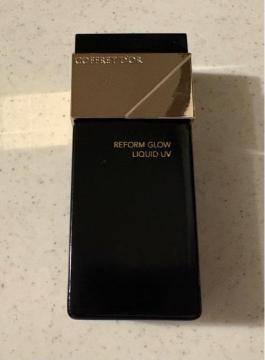 COFFRET D'OR
REFORM GLOW
LIQUID UV